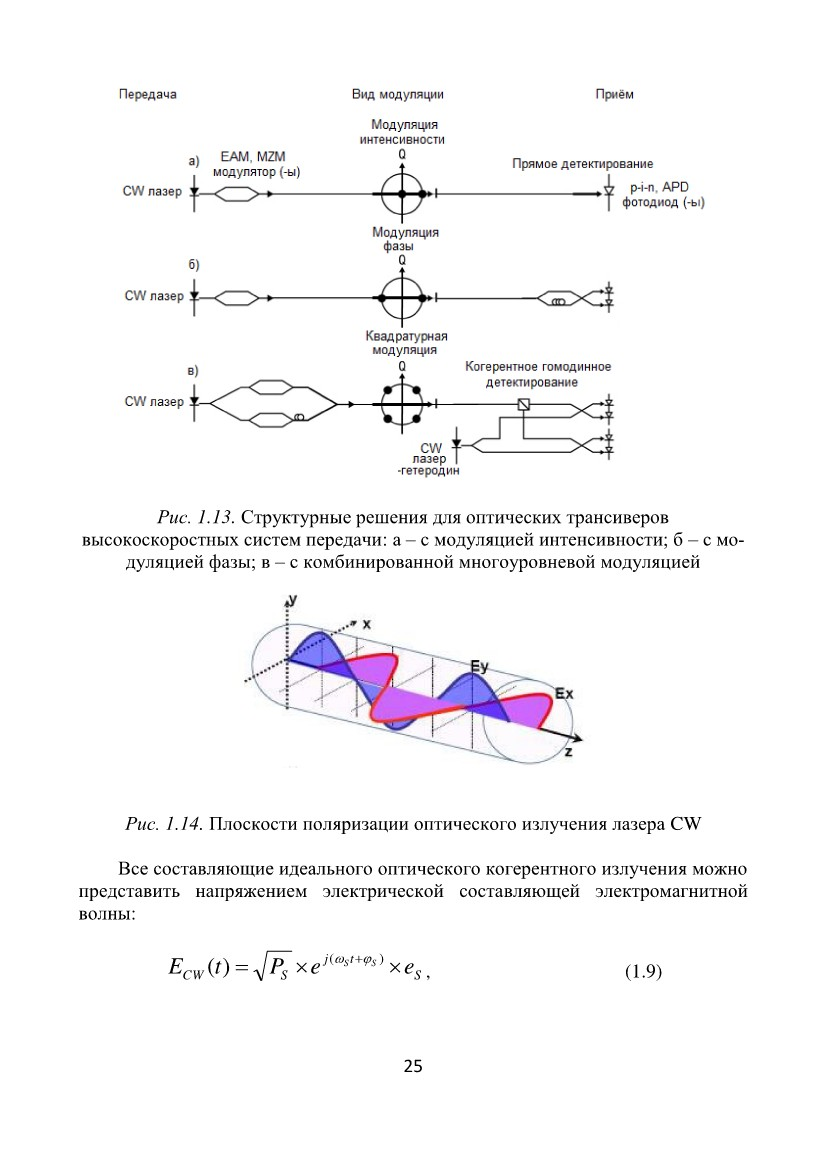 Передача Вид модуляции Приём
Модуляция
интенсивности
Q
а) EAM, MZM
модулятор (-ы)
CW лазер
Прямое детектирование
p-i-n, APD
фотодиод (-ы)
Модуляция
фазы
Q
б)
CW лазер
Квадратурная
модуляция
Q
в)
CW лазер
Когерентное гомодинное
детектирование
CW
лазер
-гетеродин
Рис. 1.13. Структурные решения для оптических трансиверов
высокоскоростных систем передачи: а – с модуляцией интенсивности; б – с мо-
дуляцией фазы; в – с комбинированной многоуровневой модуляцией
y
x
Ey
Ex
z
Рис. 1.14. Плоскости поляризации оптического излучения лазера CW
Все составляющие идеального оптического когерентного излучения можно
представить напряжением электрической составляющей электромагнитной
волны:
E_{CW}(t) = \sqrt{P_S} × e^{j(ω_S t+φ_S)} × e_S , (1.9)
25